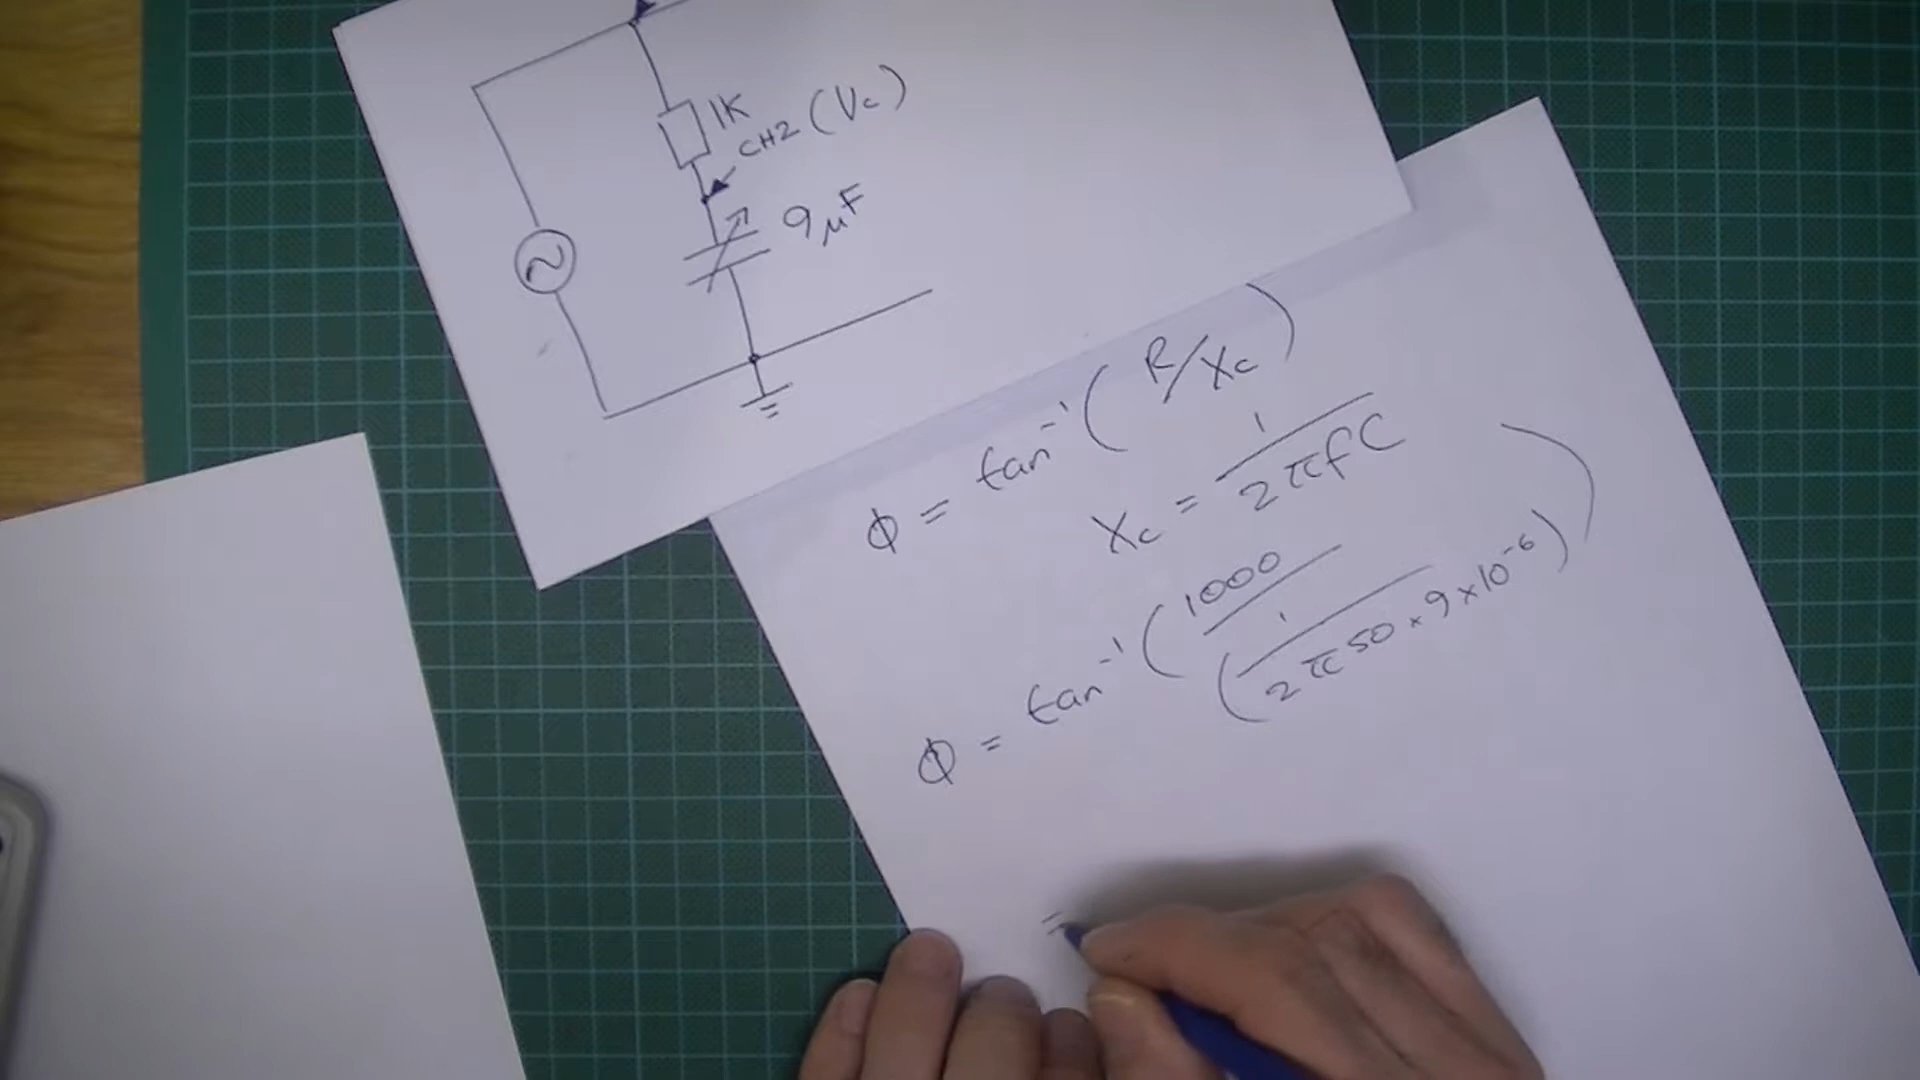 1K
CH2 (Vc)
9µF
Φ = tan⁻¹ ( R/Xc )
Xc = 1 / 2πfC
Φ = tan⁻¹ ( 1000 / ( 1 / 2π50 × 9 × 10⁻⁶ ) )
=